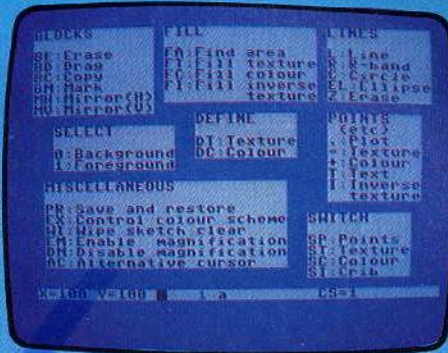 BLOCKS
BE:Erase
BD:Drag
BC:Copy
BM:Mark
MH:Mirror(H)
MV:Mirror(V)
FILL
FA:Find area
FT:Fill texture
FC:Fill colour
FI:Fill inverse
texture
LINES
L:Line
R:R-band
C:Circle
EL:Ellipse
Z:Erase
SELECT
0:Background
1:Foreground
DEFINE
DT:Texture
DC:Colour
POINTS
(etc)
.:Plot
:Texture
+:Colour
T:Text
I:Inverse
texture
MISCELLANEOUS
PR:Save and restore
CX:Control colour scheme
WI:Wipe sketch clear
EM:Enable magnification
DM:Disable magnification
AC:Alternative cursor
SWITCH
SP:Points
ST:Texture
SC:Colour
SI:Crib
X=100 Y=100 1 a CS=1